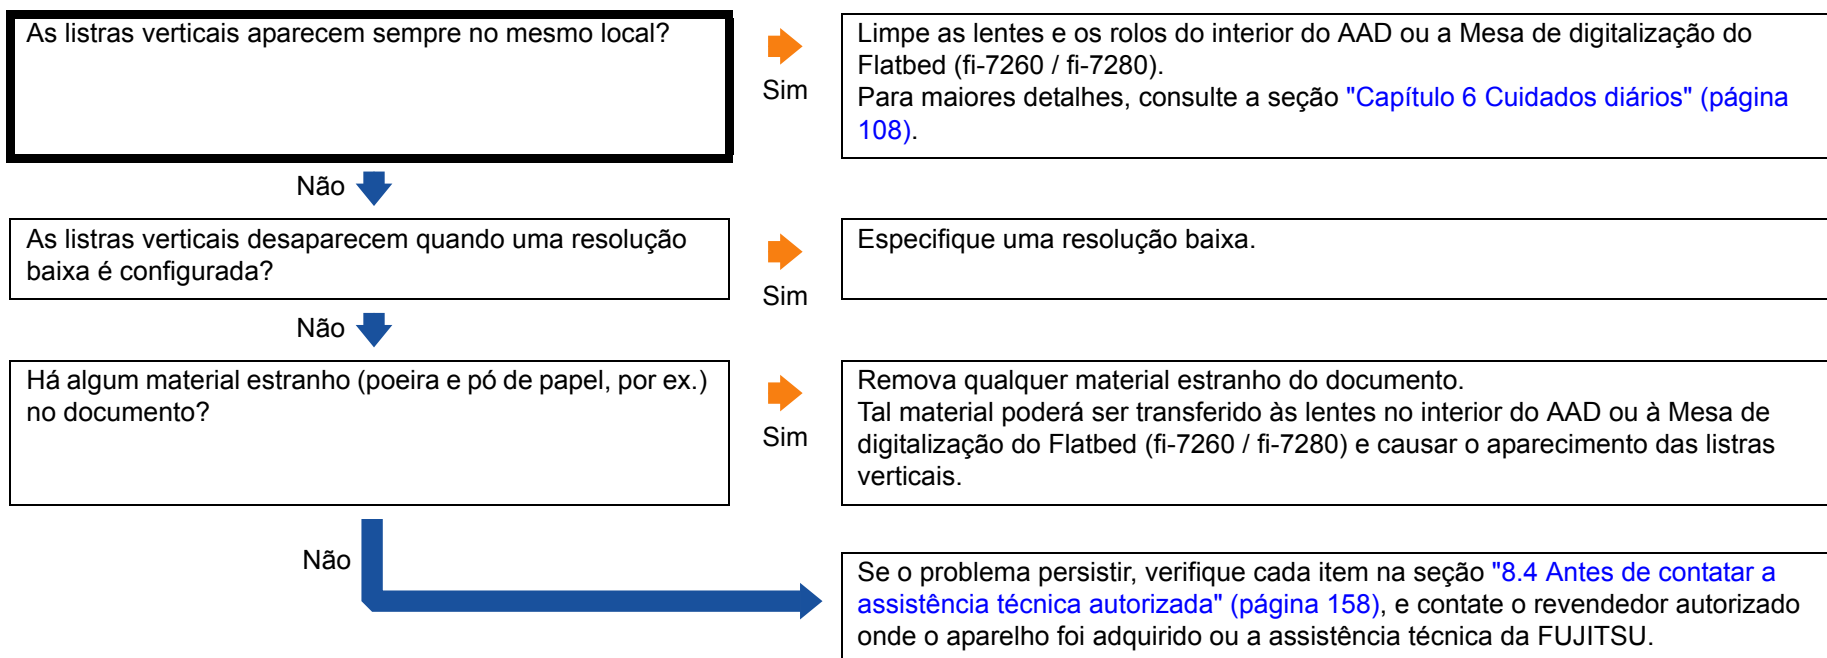 As listras verticais aparecem sempre no mesmo local?
Sim
Limpe as lentes e os rolos do interior do AAD ou a Mesa de digitalização do
Flatbed (fi-7260 / fi-7280).
Para maiores detalhes, consulte a seção "Capítulo 6 Cuidados diários" (página
108).
Não
As listras verticais desaparecem quando uma resolução
baixa é configurada?
Sim
Especifique uma resolução baixa.
Não
Há algum material estranho (poeira e pó de papel, por ex.)
no documento?
Sim
Remova qualquer material estranho do documento.
Tal material poderá ser transferido às lentes no interior do AAD ou à Mesa de
digitalização do Flatbed (fi-7260 / fi-7280) e causar o aparecimento das listras
verticais.
Não
Se o problema persistir, verifique cada item na seção "8.4 Antes de contatar a
assistência técnica autorizada" (página 158), e contate o revendedor autorizado
onde o aparelho foi adquirido ou a assistência técnica da FUJITSU.